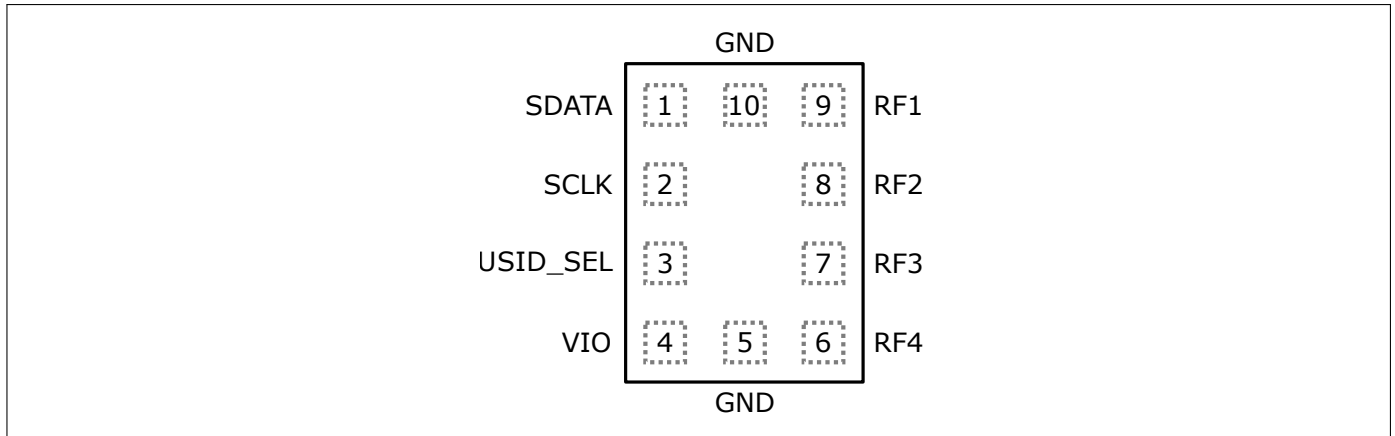 GND
SDATA 1 10 9 RF1
SCLK 2 8 RF2
USID_SEL 3 7 RF3
VIO 4 5 6 RF4
GND